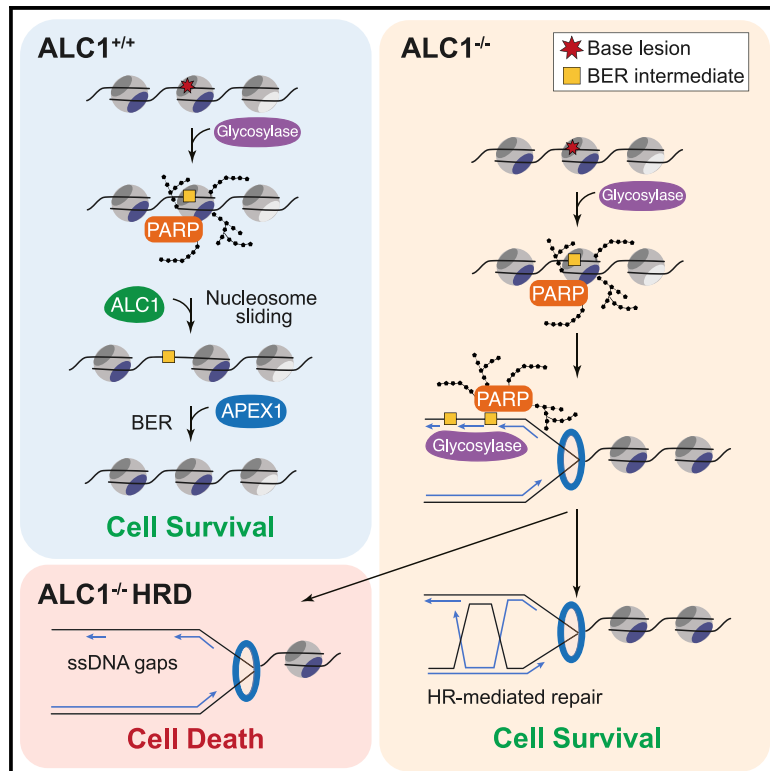 ALC1+/+
Glycosylase
PARP
ALC1
Nucleosome
sliding
BER
APEX1
Cell Survival
ALC1-/- HRD
ssDNA gaps
Cell Death
ALC1-/-
Base lesion
BER intermediate
Glycosylase
PARP
PARP
Glycosylase
HR-mediated repair
Cell Survival